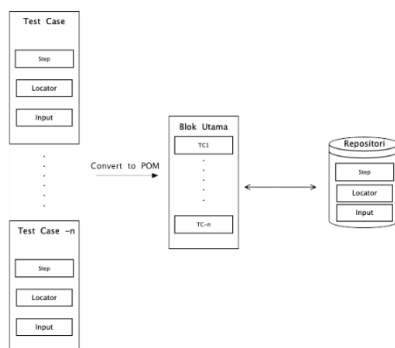 Test Case
Step
Locator
Input
Convert to POM
Test Case -n
Step
Locator
Input
Blok Utama
TC1
TC-n
Repositori
Step
Locator
Input